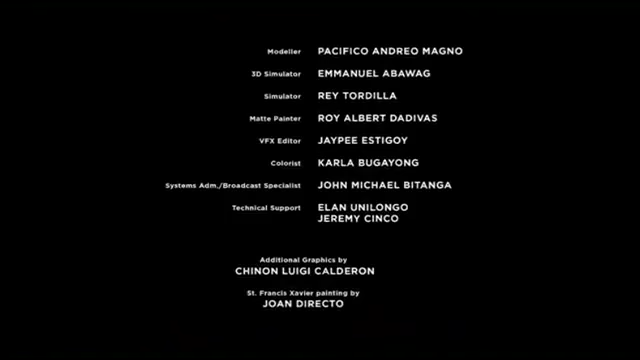 Modeller PACIFICO ANDREO MAGNO
3D Simulator EMMANUEL ABAWAG
Simulator REY TORDILLA
Matte Painter ROY ALBERT DADIVAS
VFX Editor JAYPEE ESTIGOY
Colorist KARLA BUGAYONG
Systems Adm./Broadcast Specialist JOHN MICHAEL BITANGA
Technical Support ELAN UNILONGO
JEREMY CINCO
Additional Graphics by
CHINON LUIGI CALDERON
St. Francis Xavier painting by
JOAN DIRECTO